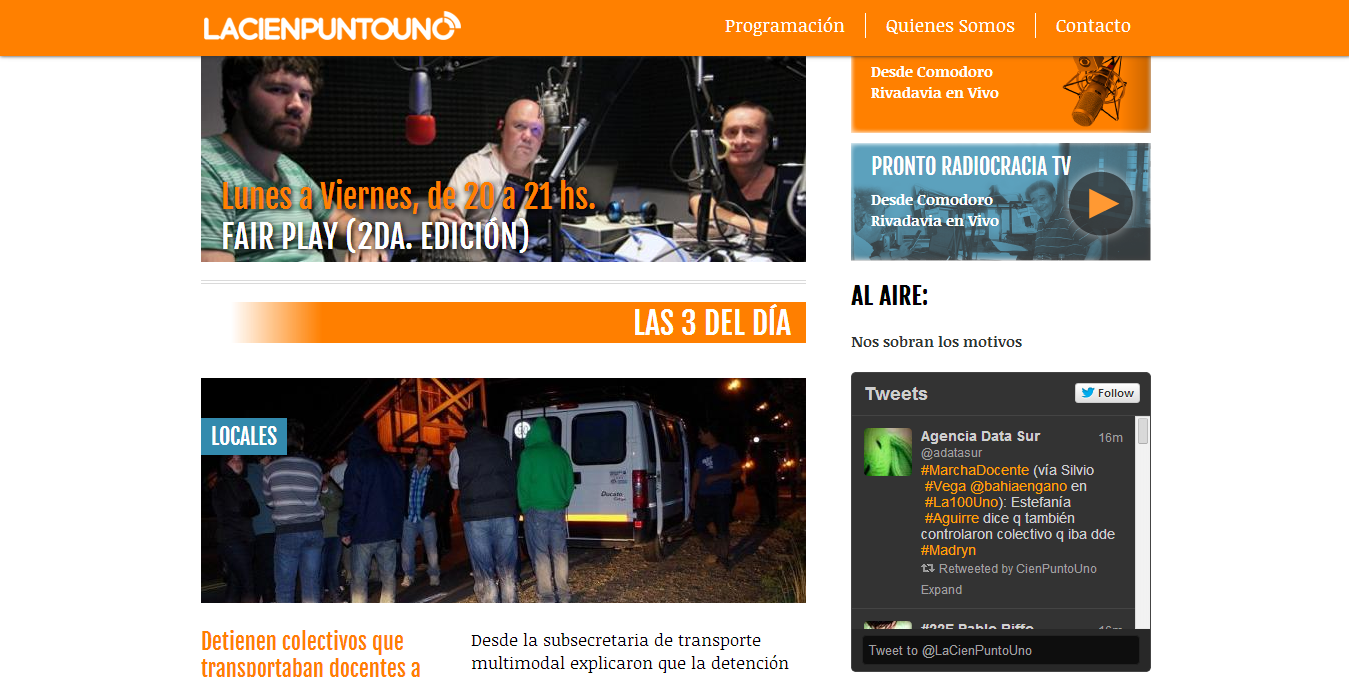 LACIENPUNTOUNO
Programación
Quienes Somos
Contacto
Lunes a Viernes, de 20 a 21 hs.
FAIR PLAY (2DA. EDICIÓN)
LAS 3 DEL DÍA
LOCALES
Ducato
Detienen colectivos que
transportaban docentes a
Desde la subsecretaria de transporte
multimodal explicaron que la detención
Desde Comodoro
Rivadavia en Vivo
PRONTO RADIOCRACIA TV
Desde Comodoro
Rivadavia en Vivo
AL AIRE:
Nos sobran los motivos
Tweets
Follow
Agencia Data Sur
16m
@adatasur
#MarchaDocente (vía Silvio
#Vega @bahiaengano en
#La100Uno): Estefanía
#Aguirre dice q también
controlaron colectivo q iba dde
#Madryn
Retweeted by CienPuntoUno
Expand
#225 Pablo Riffo
16m
Tweet to @LaCienPuntoUno